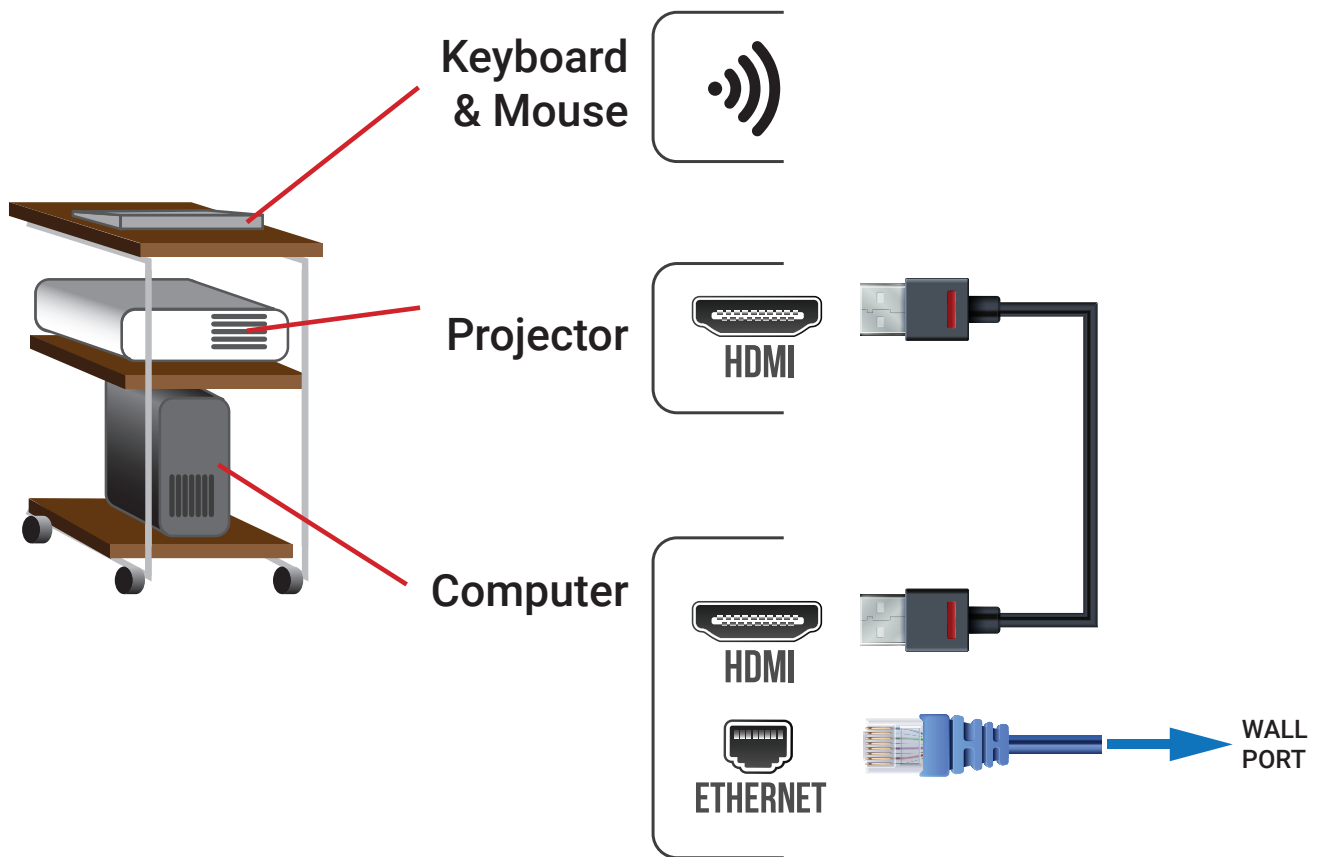 Keyboard
& Mouse
Projector
HDMI
Computer
HDMI
ETHERNET
WALL
PORT